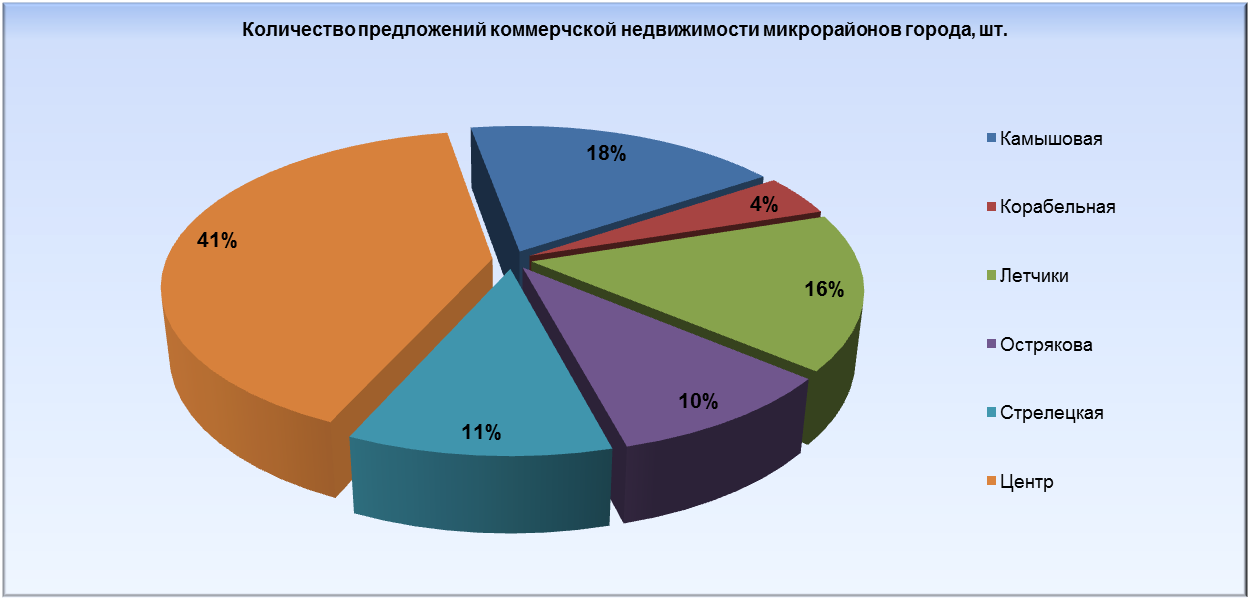 Количество предложений коммерчской недвижимости микрорайонов города, шт.
18%
4%
16%
10%
11%
41%
Камышовая
Корабельная
Летчики
Острякова
Стрелецкая
Центр